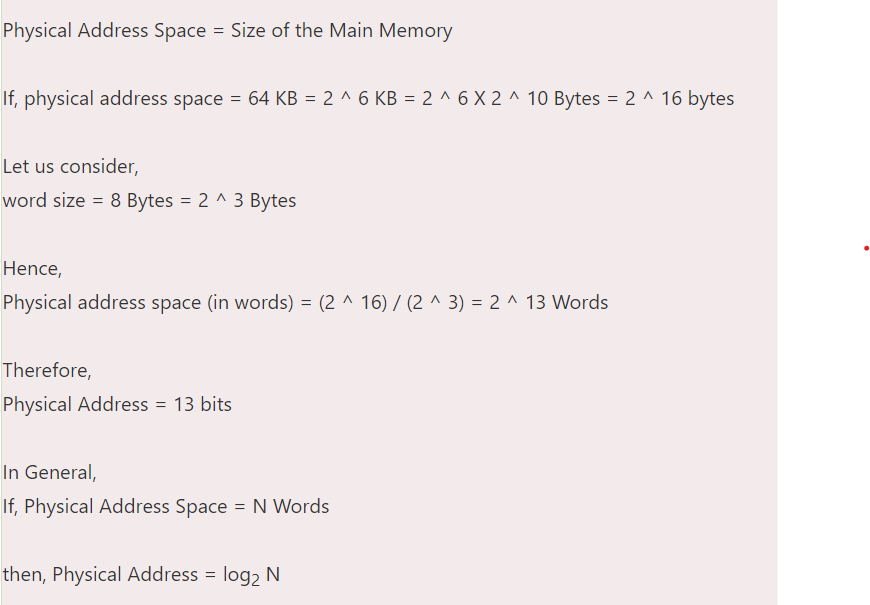 Physical Address Space = Size of the Main Memory
If, physical address space = 64 KB = 2 ^ 6 KB = 2 ^ 6 X 2 ^ 10 Bytes = 2 ^ 16 bytes
Let us consider,
word size = 8 Bytes = 2 ^ 3 Bytes
Hence,
Physical address space (in words) = (2 ^ 16) / (2 ^ 3) = 2 ^ 13 Words
Therefore,
Physical Address = 13 bits
In General,
If, Physical Address Space = N Words
then, Physical Address = log₂ N